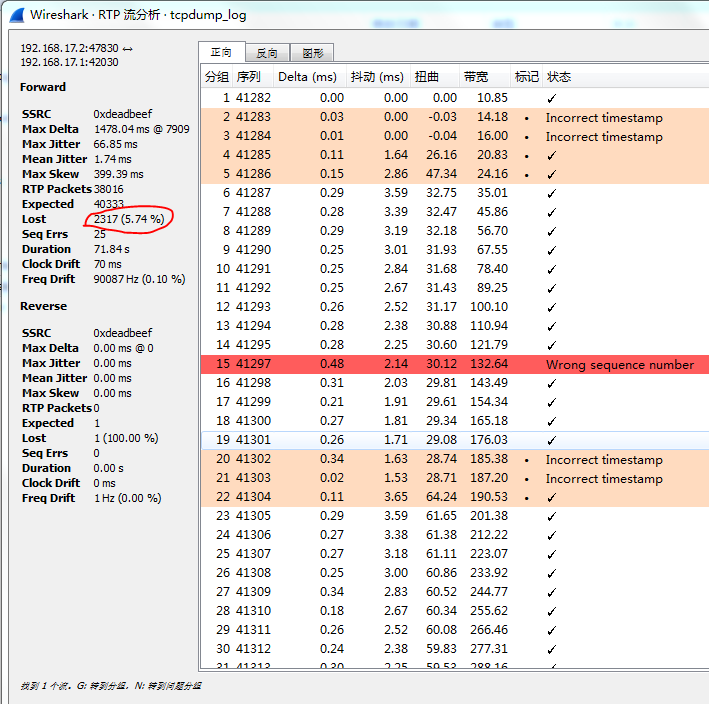 Wireshark · RTP 流分析 · tcpdump_log
192.168.17.2:47830 ↔
192.168.17.1:42030
Forward
SSRC 0xdeadbeef
Max Delta 1478.04 ms @ 7909
Max Jitter 66.85 ms
Mean Jitter 1.74 ms
Max Skew 399.39 ms
RTP Packets 38016
Expected 40333
Lost 2317 (5.74 %)
Seq Errs 25
Duration 71.84 s
Clock Drift 70 ms
Freq Drift 90087 Hz (0.10 %)
Reverse
SSRC 0xdeadbeef
Max Delta 0.00 ms @ 0
Max Jitter 0.00 ms
Mean Jitter 0.00 ms
Max Skew 0.00 ms
RTP Packets 0
Expected 1
Lost 1 (100.00 %)
Seq Errs 0
Duration 0.00 s
Clock Drift 0 ms
Freq Drift 1 Hz (0.00 %)
正向 反向 图形
分组 序列 Delta (ms) 抖动 (ms) 扭曲 带宽 标记 状态
1 41282 0.00 0.00 0.00 10.85 ✓
2 41283 0.03 0.00 -0.03 14.18 • Incorrect timestamp
3 41284 0.01 0.00 -0.04 16.00 • Incorrect timestamp
4 41285 0.11 1.64 26.16 20.83 • ✓
5 41286 0.15 2.86 47.34 24.16 • ✓
6 41287 0.29 3.59 32.75 35.01 ✓
7 41288 0.28 3.39 32.47 45.86 ✓
8 41289 0.29 3.19 32.18 56.70 ✓
9 41290 0.25 3.01 31.93 67.55 ✓
10 41291 0.25 2.84 31.68 78.40 ✓
11 41292 0.25 2.67 31.43 89.25 ✓
12 41293 0.26 2.52 31.17 100.10 ✓
13 41294 0.28 2.38 30.88 110.94 ✓
14 41295 0.28 2.25 30.60 121.79 ✓
15 41297 0.48 2.14 30.12 132.64 Wrong sequence number
16 41298 0.31 2.03 29.81 143.49 ✓
17 41299 0.21 1.91 29.61 154.34 ✓
18 41300 0.27 1.81 29.34 165.18 ✓
19 41301 0.26 1.71 29.08 176.03 ✓
20 41302 0.34 1.63 28.74 185.38 • Incorrect timestamp
21 41303 0.02 1.53 28.71 187.20 • Incorrect timestamp
22 41304 0.11 3.65 64.24 190.53 • ✓
23 41305 0.29 3.59 61.65 201.38 ✓
24 41306 0.27 3.38 61.38 212.22 ✓
25 41307 0.27 3.18 61.11 223.07 ✓
26 41308 0.25 3.00 60.86 233.92 ✓
27 41309 0.34 2.83 60.52 244.77 ✓
28 41310 0.18 2.67 60.34 255.62 ✓
29 41311 0.26 2.52 60.08 266.46 ✓
30 41312 0.24 2.38 59.83 277.31 ✓
31 41313 0.30 2.25 59.53 288.16 ✓
找到 1 个流。G: 转到分组，N: 转到问题分组